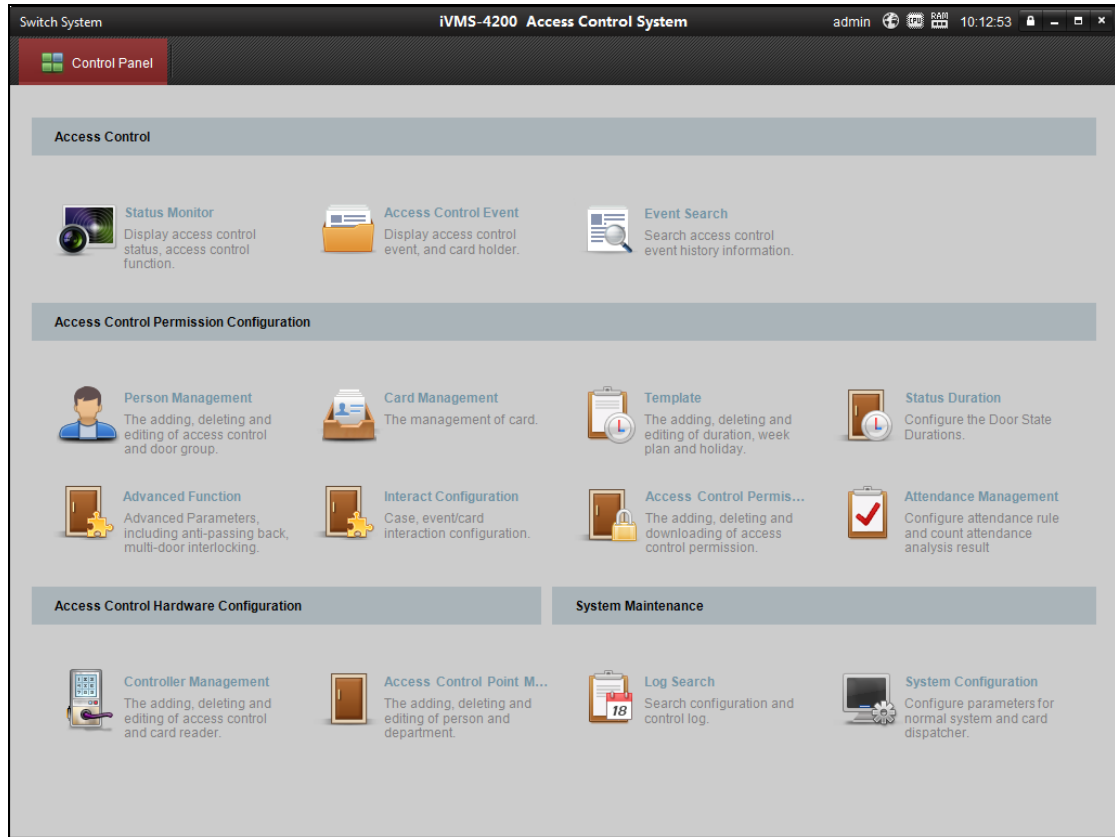 Switch System
iVMS-4200 Access Control System
admin CPU RAM 10:12:53
Control Panel
Access Control
Status Monitor
Display access control
status, access control
function.
Access Control Event
Display access control
event, and card holder.
Event Search
Search access control
event history information.
Access Control Permission Configuration
Person Management
The adding, deleting and
editing of access control
and door group.
Card Management
The management of card.
Template
The adding, deleting and
editing of duration, week
plan and holiday.
Status Duration
Configure the Door State
Durations.
Advanced Function
Advanced Parameters,
including anti-passing back,
multi-door interlocking.
Interact Configuration
Case, event/card
interaction configuration.
Access Control Permis...
The adding, deleting and
downloading of access
control permission.
Attendance Management
Configure attendance rule
and count attendance
analysis result
Access Control Hardware Configuration
Controller Management
The adding, deleting and
editing of access control
and card reader.
Access Control Point M...
The adding, deleting and
editing of person and
department.
System Maintenance
Log Search
Search configuration and
control log.
18
System Configuration
Configure parameters for
normal system and card
dispatcher.